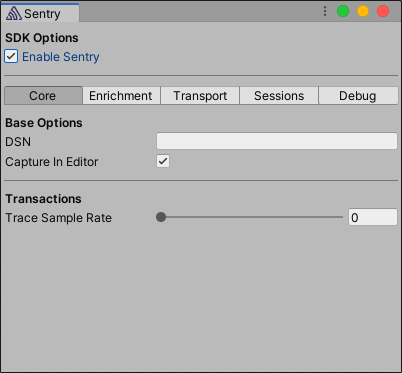 Sentry
SDK Options
Enable Sentry
Core Enrichment Transport Sessions Debug
Base Options
DSN
Capture In Editor
Transactions
Trace Sample Rate 0